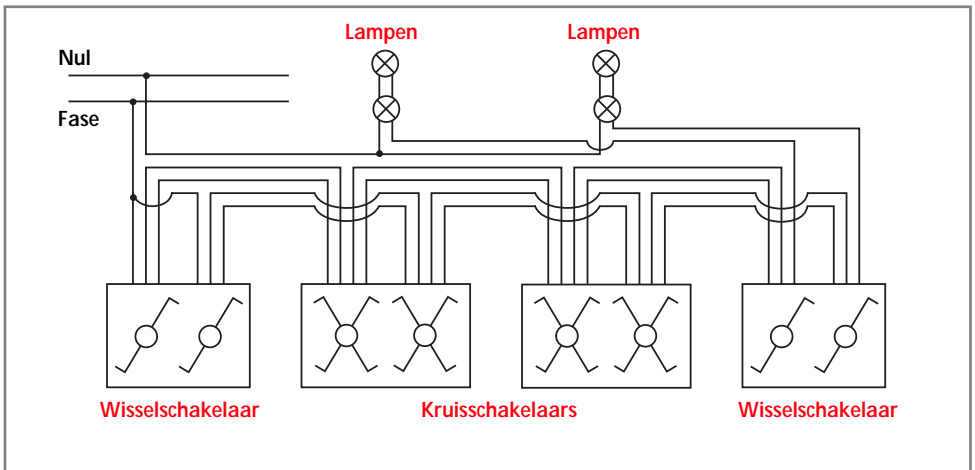 Lampen
Lampen
Nul
Fase
Wisselschakelaar
Kruisschakelaars
Wisselschakelaar